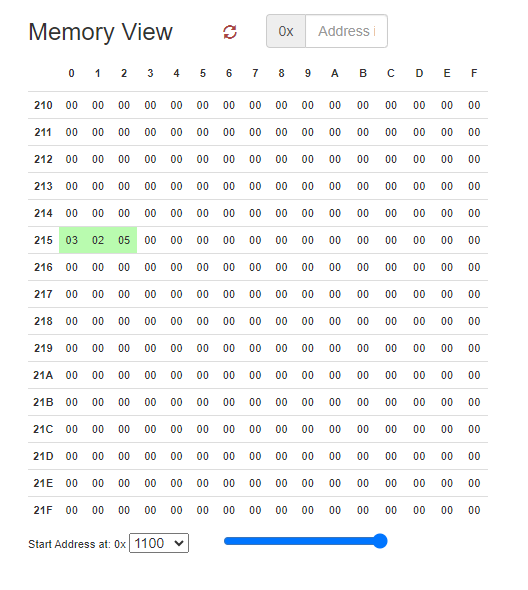 Memory View 0x Address I
0 1 2 3 4 5 6 7 8 9 A B C D E F
210 00 00 00 00 00 00 00 00 00 00 00 00 00 00 00 00
211 00 00 00 00 00 00 00 00 00 00 00 00 00 00 00 00
212 00 00 00 00 00 00 00 00 00 00 00 00 00 00 00 00
213 00 00 00 00 00 00 00 00 00 00 00 00 00 00 00 00
214 00 00 00 00 00 00 00 00 00 00 00 00 00 00 00 00
215 03 02 05 00 00 00 00 00 00 00 00 00 00 00 00 00
216 00 00 00 00 00 00 00 00 00 00 00 00 00 00 00 00
217 00 00 00 00 00 00 00 00 00 00 00 00 00 00 00 00
218 00 00 00 00 00 00 00 00 00 00 00 00 00 00 00 00
219 00 00 00 00 00 00 00 00 00 00 00 00 00 00 00 00
21A 00 00 00 00 00 00 00 00 00 00 00 00 00 00 00 00
21B 00 00 00 00 00 00 00 00 00 00 00 00 00 00 00 00
21C 00 00 00 00 00 00 00 00 00 00 00 00 00 00 00 00
21D 00 00 00 00 00 00 00 00 00 00 00 00 00 00 00 00
21E 00 00 00 00 00 00 00 00 00 00 00 00 00 00 00 00
21F 00 00 00 00 00 00 00 00 00 00 00 00 00 00 00 00
Start Address at: 0x 1100